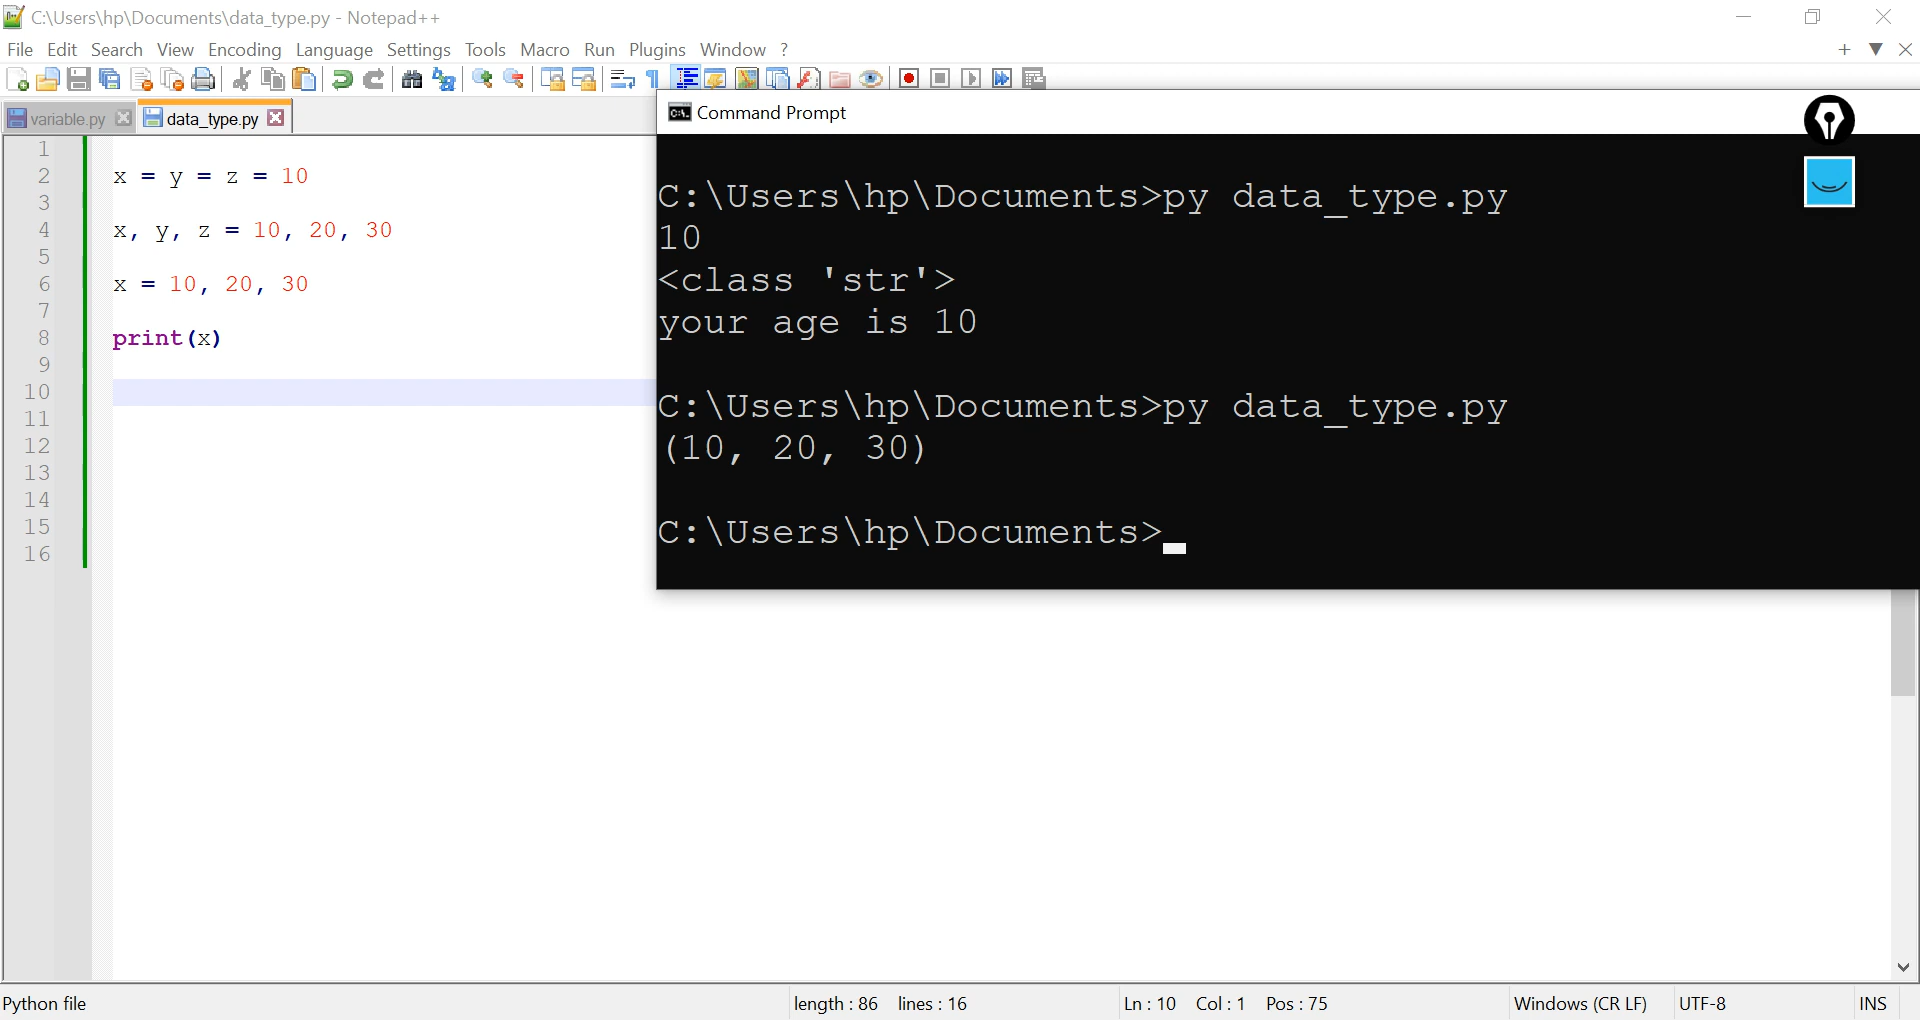 C:\Users\hp\Documents\data_type.py - Notepad++
File Edit Search View Encoding Language Settings Tools Macro Run Plugins Window ?
variable.py
data_type.py
Command Prompt
1
2 x = y = z = 10
3
4 x, y, z = 10, 20, 30
5
6 x = 10, 20, 30
7
8 print(x)
9
10
11
12
13
14
15
16
C:\Users\hp\Documents>py data_type.py
10
<class 'str'>
your age is 10
C:\Users\hp\Documents>py data_type.py
(10, 20, 30)
C:\Users\hp\Documents>
Python file length : 86 lines : 16 Ln : 10 Col : 1 Pos : 75 Windows (CR LF) UTF-8 INS